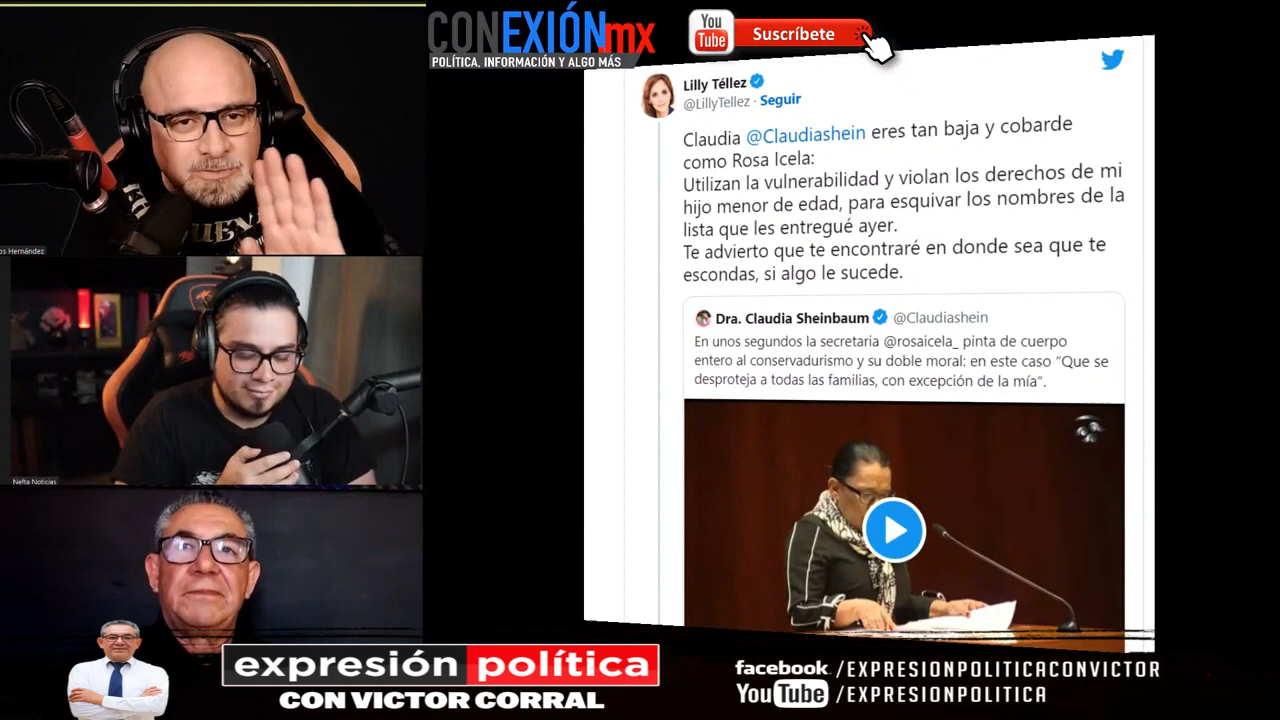 CONEXIÓNmx
POLÍTICA, INFORMACIÓN Y ALGO MÁS
You
Tube
Suscríbete
Lilly Téllez
@LillyTellez · Seguir
Claudia @Claudiashein eres tan baja y cobarde
como Rosa Icela:
Utilizan la vulnerabilidad y violan los derechos de mi
hijo menor de edad, para esquivar los nombres de la
lista que les entregué ayer.
Te advierto que te encontraré en donde sea que te
escondas, si algo le sucede.
Dra. Claudia Sheinbaum @Claudiashein
En unos segundos la secretaria @rosaicela_ pinta de cuerpo
entero al conservadurismo y su doble moral: en este caso “Que se
desproteja a todas las familias, con excepción de la mía”.
os Hernández
Nefta Noticias
expresión política
CON VICTOR CORRAL
facebook /EXPRESIONPOLITICACONVICTOR
YouTube /EXPRESIONPOLITICA